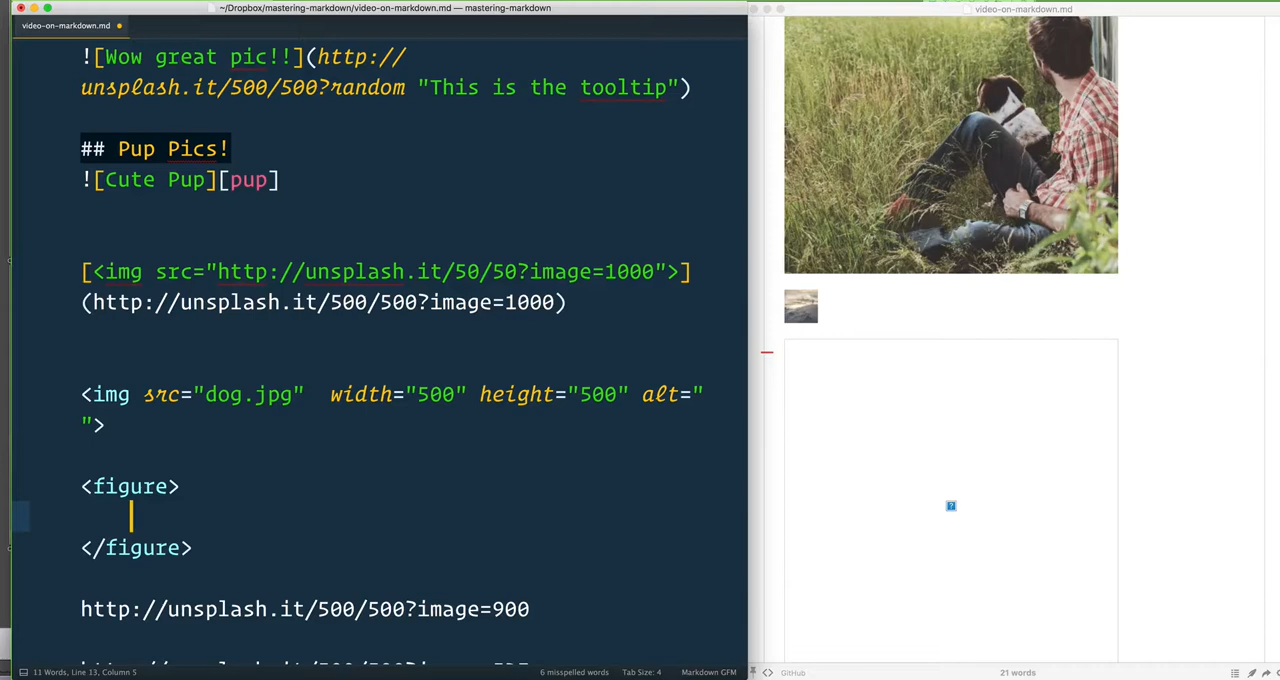 ~/Dropbox/mastering-markdown/video-on-markdown.md — mastering-markdown
video-on-markdown.md
video-on-markdown.md
![Wow great pic!!](http://
unsplash.it/500/500?random "This is the tooltip")
## Pup Pics!
![Cute Pup][pup]
[<img src="http://unsplash.it/50/50?image=1000">]
(http://unsplash.it/500/500?image=1000)
<img src="dog.jpg"  width="500" height="500" alt="
">
<figure>
</figure>
http://unsplash.it/500/500?image=900
11 Words, Line 13, Column 5
6 misspelled words
Tab Size: 4
Markdown GFM
GitHub
21 words